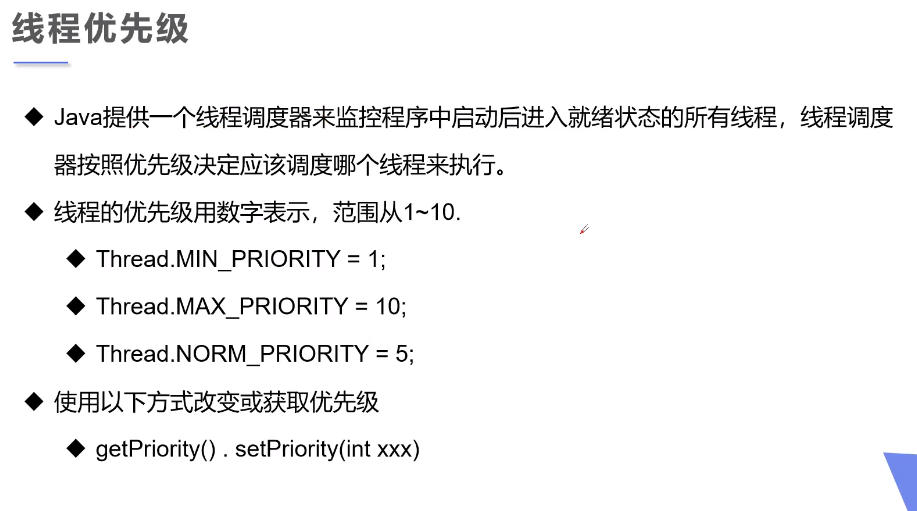 线程优先级
Java提供一个线程调度器来监控程序中启动后进入就绪状态的所有线程，线程调度
器按照优先级决定应该调度哪个线程来执行。
线程的优先级用数字表示，范围从1~10.
Thread.MIN_PRIORITY = 1;
Thread.MAX_PRIORITY = 10;
Thread.NORM_PRIORITY = 5;
使用以下方式改变或获取优先级
getPriority() . setPriority(int xxx)